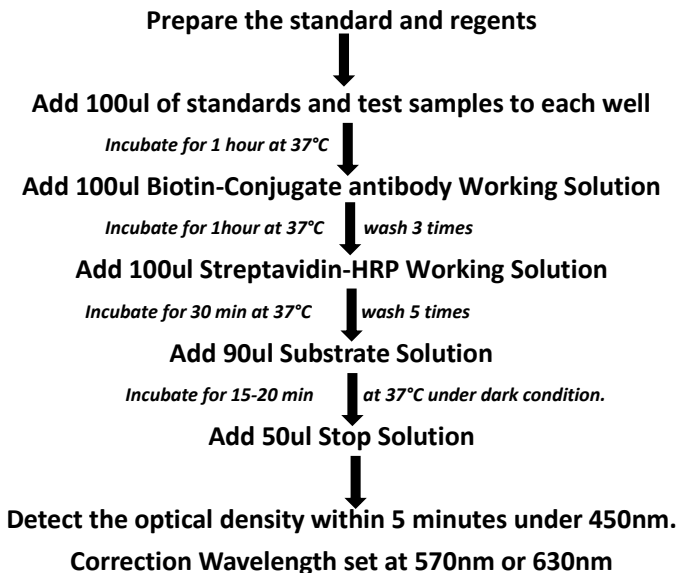 Prepare the standard and regents
Add 100ul of standards and test samples to each well
Incubate for 1 hour at 37°C
Add 100ul Biotin-Conjugate antibody Working Solution
Incubate for 1hour at 37°C wash 3 times
Add 100ul Streptavidin-HRP Working Solution
Incubate for 30 min at 37°C wash 5 times
Add 90ul Substrate Solution
Incubate for 15-20 min at 37°C under dark condition.
Add 50ul Stop Solution
Detect the optical density within 5 minutes under 450nm.
Correction Wavelength set at 570nm or 630nm